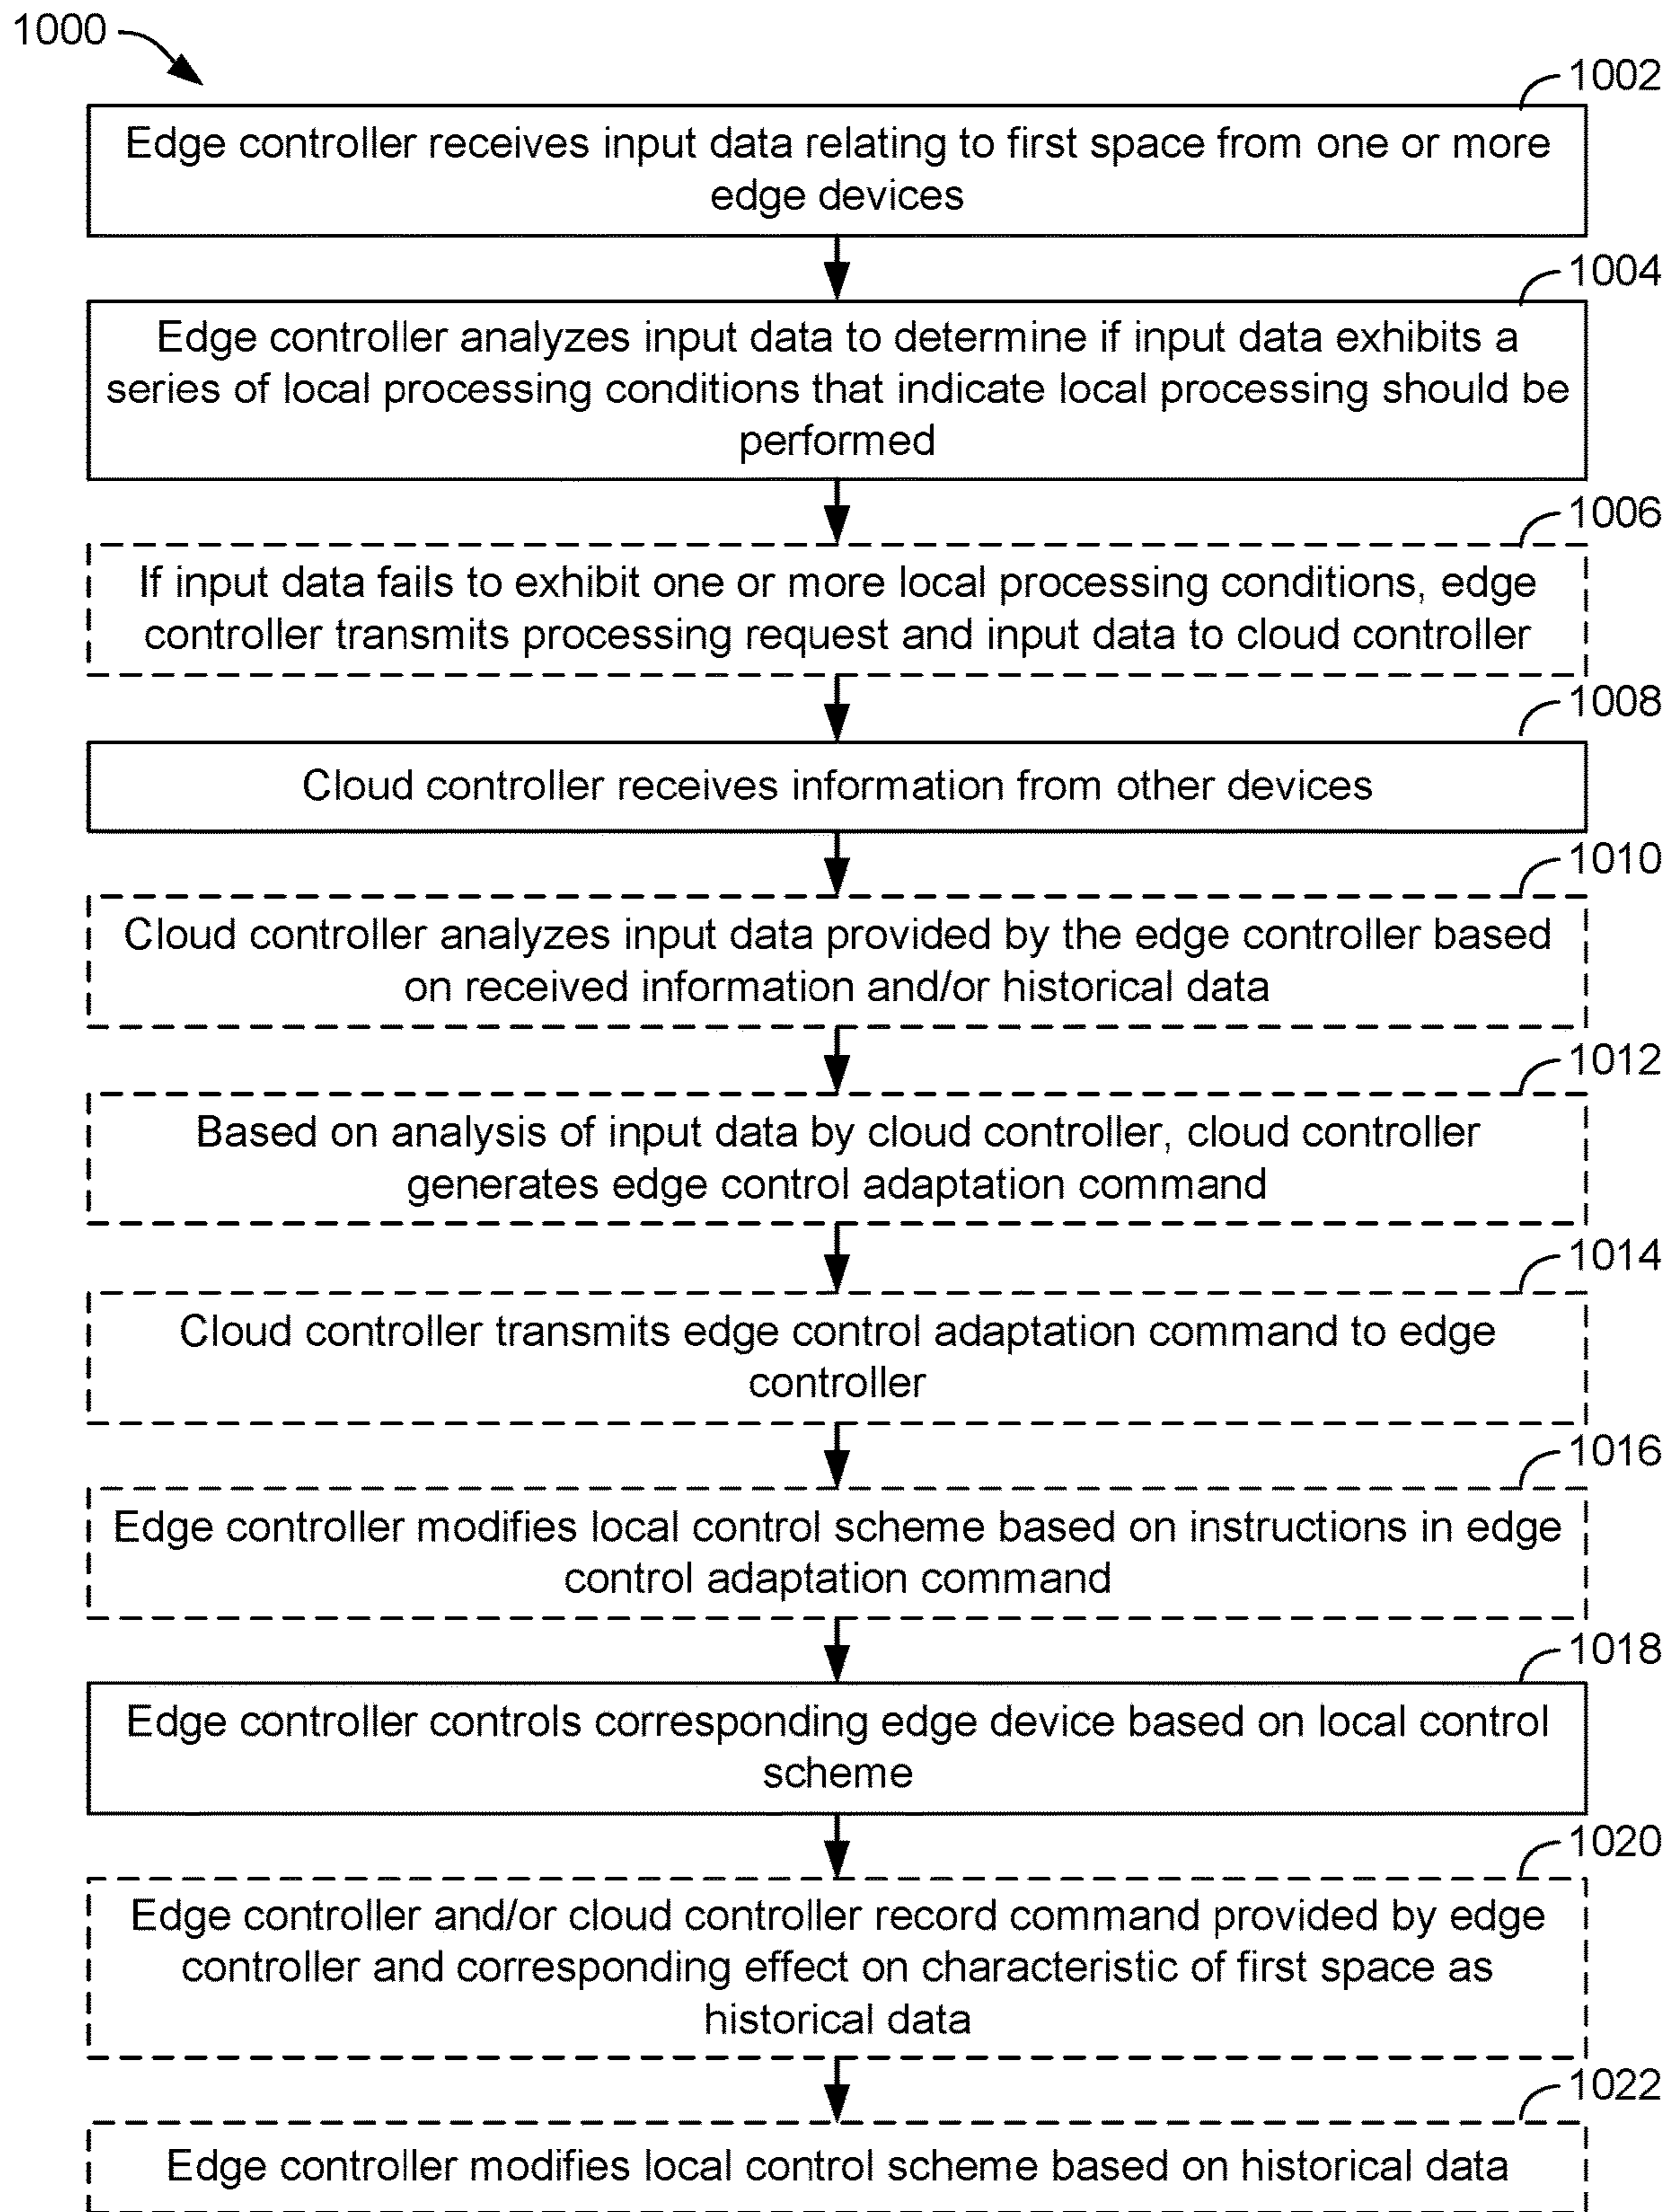 1000
1002
Edge controller receives input data relating to first space from one or more
edge devices
1004
Edge controller analyzes input data to determine if input data exhibits a
series of local processing conditions that indicate local processing should be
performed
1006
If input data fails to exhibit one or more local processing conditions, edge
controller transmits processing request and input data to cloud controller
1008
Cloud controller receives information from other devices
1010
Cloud controller analyzes input data provided by the edge controller based
on received information and/or historical data
1012
Based on analysis of input data by cloud controller, cloud controller
generates edge control adaptation command
1014
Cloud controller transmits edge control adaptation command to edge
controller
1016
Edge controller modifies local control scheme based on instructions in edge
control adaptation command
1018
Edge controller controls corresponding edge device based on local control
scheme
1020
Edge controller and/or cloud controller record command provided by edge
controller and corresponding effect on characteristic of first space as
historical data
1022
Edge controller modifies local control scheme based on historical data